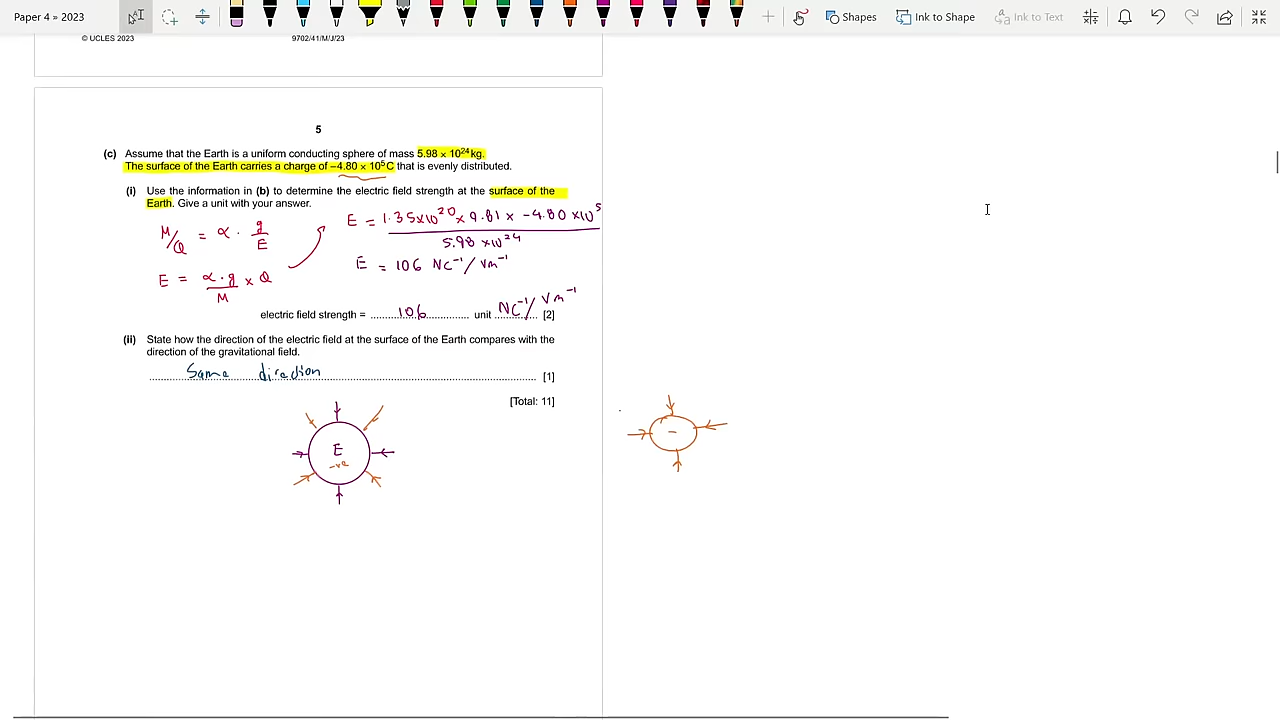 Paper 4 » 2023
Shapes
Ink to Shape
Ink to Text
© UCLES 2023
9702/41/M/J/23
5
(c) Assume that the Earth is a uniform conducting sphere of mass 5.98 × 10²⁴ kg.
The surface of the Earth carries a charge of −4.80 × 10⁵ C that is evenly distributed.
(i) Use the information in (b) to determine the electric field strength at the surface of the
Earth. Give a unit with your answer.
M/Q = α · g/E
E = α·g/M × Q
E = 1.35×10²⁰ × 9.81 × −4.80 ×10⁵
5.98 ×10²⁴
E = 106 NC⁻¹/ Vm⁻¹
electric field strength = 106 unit NC⁻¹/ Vm⁻¹ [2]
(ii) State how the direction of the electric field at the surface of the Earth compares with the
direction of the gravitational field.
Same direction [1]
[Total: 11]
E
−ve
−